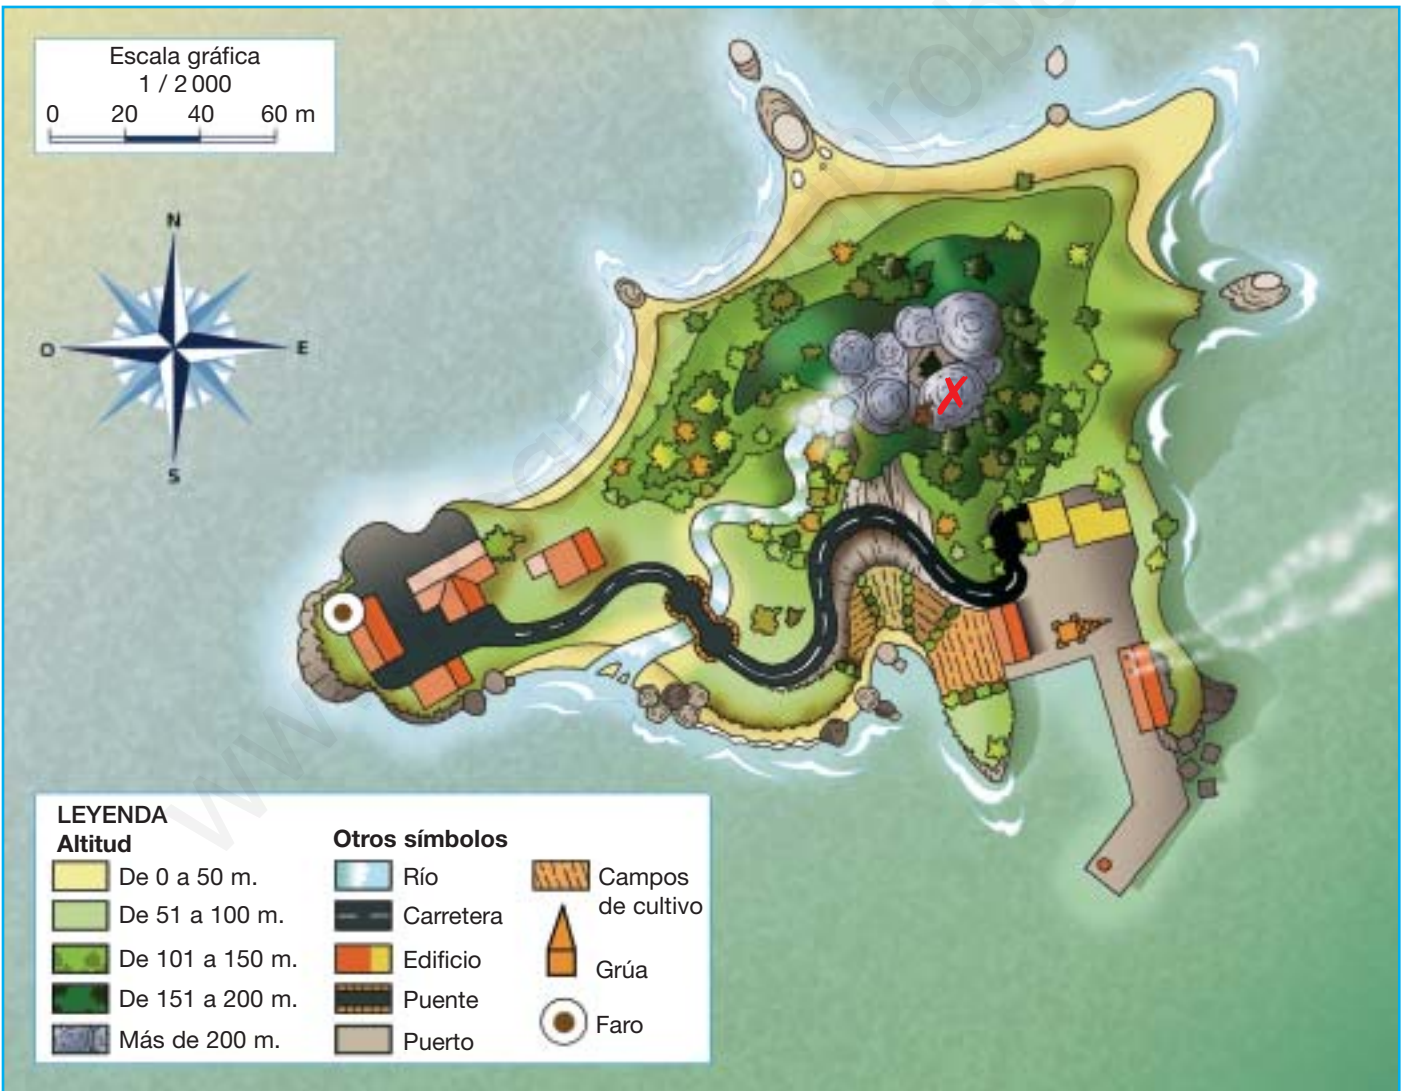 Escala gráfica
1 / 2 000
0 20 40 60 m
N
O
E
S
LEYENDA
Altitud
De 0 a 50 m.
De 51 a 100 m.
De 101 a 150 m.
De 151 a 200 m.
Más de 200 m.
Otros símbolos
Río
Carretera
Edificio
Puente
Puerto
Campos
de cultivo
Grúa
Faro